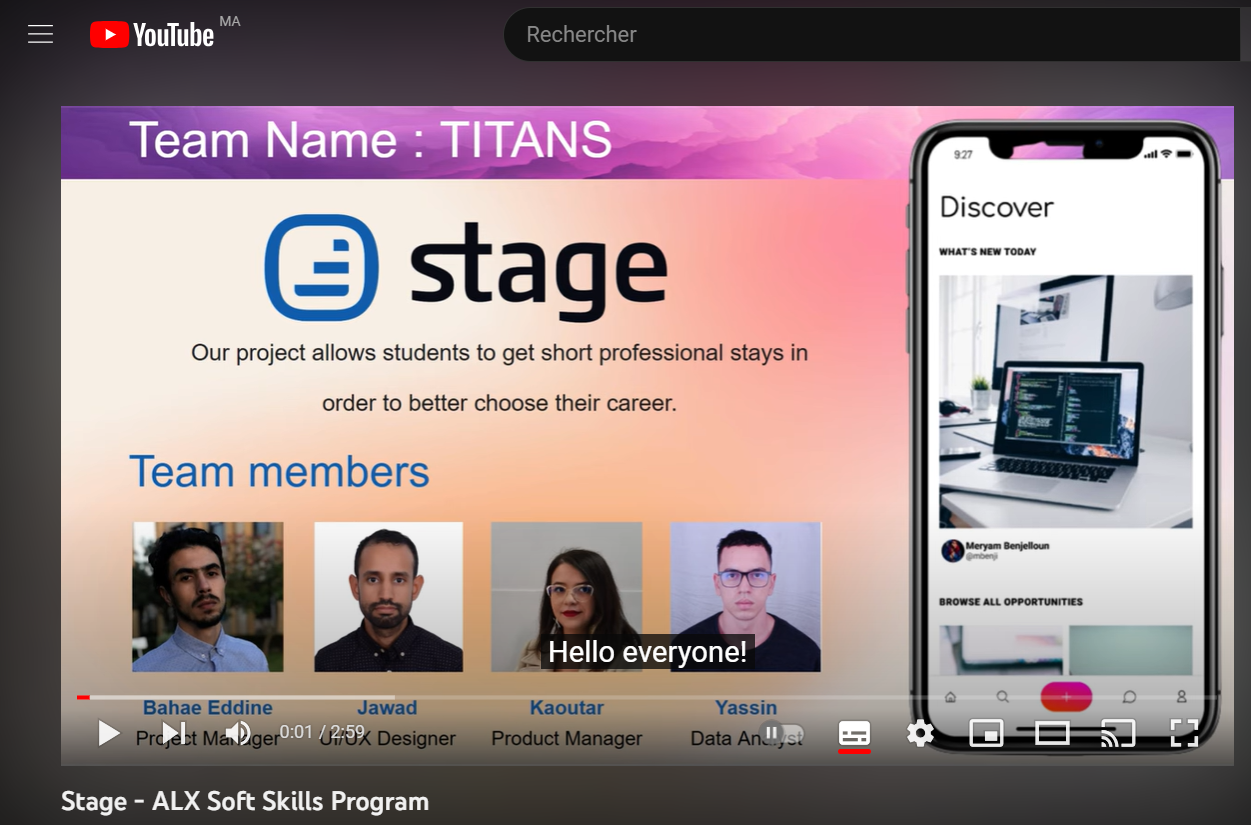 YouTube MA
Rechercher
Team Name : TITANS
stage
Our project allows students to get short professional stays in
order to better choose their career.
Team members
Hello everyone!
Bahae Eddine
Project Manager
Jawad
UI/UX Designer
Kaoutar
Product Manager
Yassin
Data Analyst
9:27
Discover
WHAT'S NEW TODAY
Meryam Benjelloun
@mbenji
BROWSE ALL OPPORTUNITIES
0:01 / 2:59
Stage - ALX Soft Skills Program